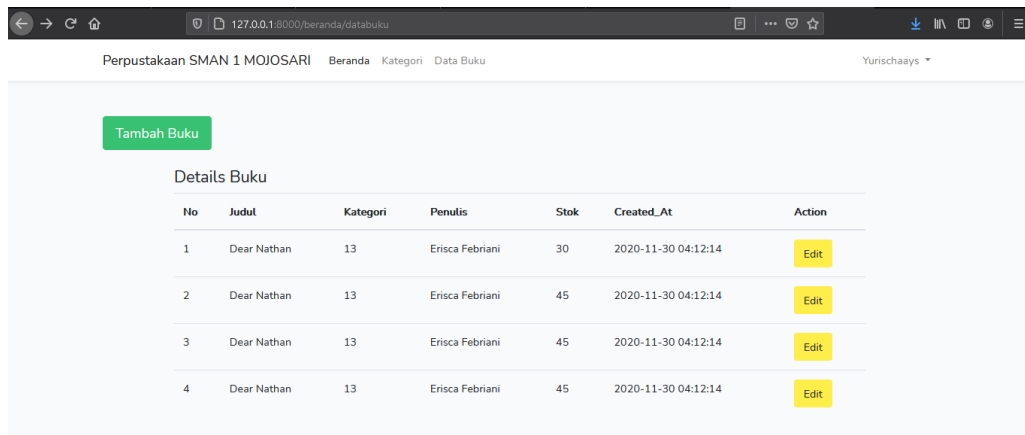 127.0.0.1:8000/beranda/databuku
Perpustakaan SMAN 1 MOJOSARI Beranda Kategori Data Buku Yurischaays
Tambah Buku
Details Buku
No Judul Kategori Penulis Stok Created_At Action
1 Dear Nathan 13 Erisca Febriani 30 2020-11-30 04:12:14 Edit
2 Dear Nathan 13 Erisca Febriani 45 2020-11-30 04:12:14 Edit
3 Dear Nathan 13 Erisca Febriani 45 2020-11-30 04:12:14 Edit
4 Dear Nathan 13 Erisca Febriani 45 2020-11-30 04:12:14 Edit